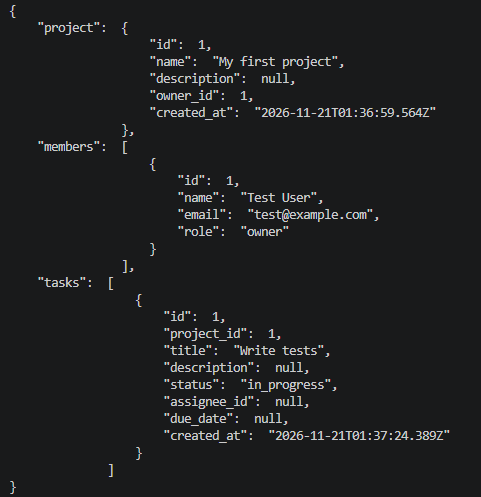 {
"project": {
"id": 1,
"name": "My first project",
"description": null,
"owner_id": 1,
"created_at": "2026-11-21T01:36:59.564Z"
},
"members": [
{
"id": 1,
"name": "Test User",
"email": "test@example.com",
"role": "owner"
}
],
"tasks": [
{
"id": 1,
"project_id": 1,
"title": "Write tests",
"description": null,
"status": "in_progress",
"assignee_id": null,
"due_date": null,
"created_at": "2026-11-21T01:37:24.389Z"
}
]
}